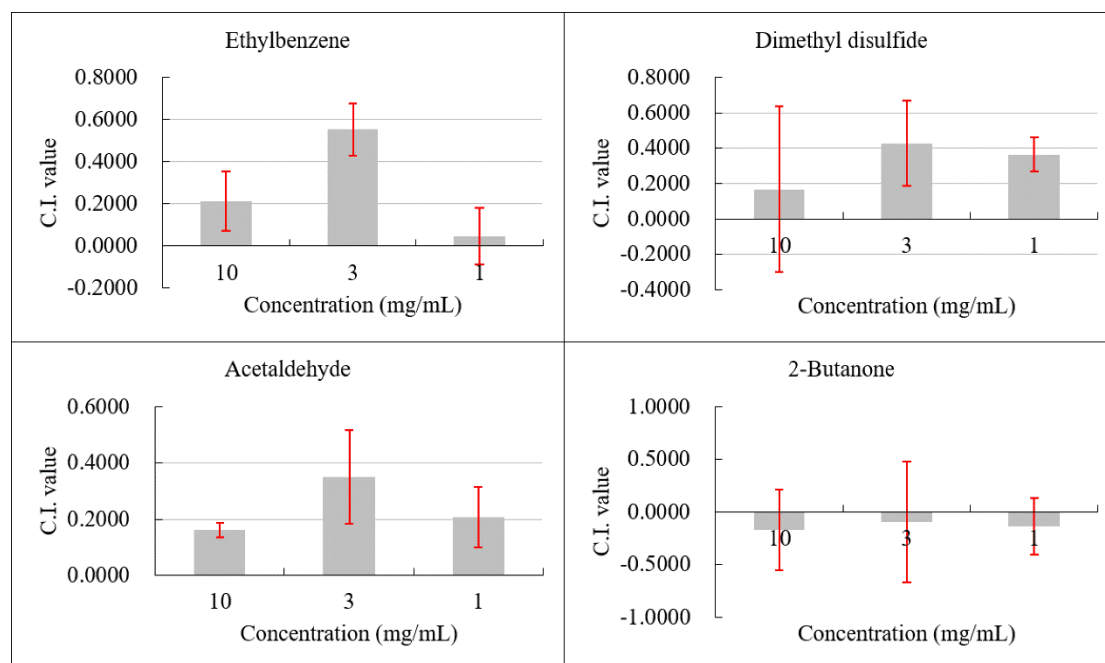 Ethylbenzene
0.8000
0.6000
0.4000
0.2000
0.0000
-0.2000
C.I. value
10 3 1
Concentration (mg/mL)
Dimethyl disulfide
0.8000
0.6000
0.4000
0.2000
0.0000
-0.2000
-0.4000
C.I. value
10 3 1
Concentration (mg/mL)
Acetaldehyde
0.6000
0.4000
0.2000
0.0000
C.I. value
10 3 1
Concentration (mg/mL)
2-Butanone
1.0000
0.5000
0.0000
-0.5000
-1.0000
C.I. value
10 3 1
Concentration (mg/mL)